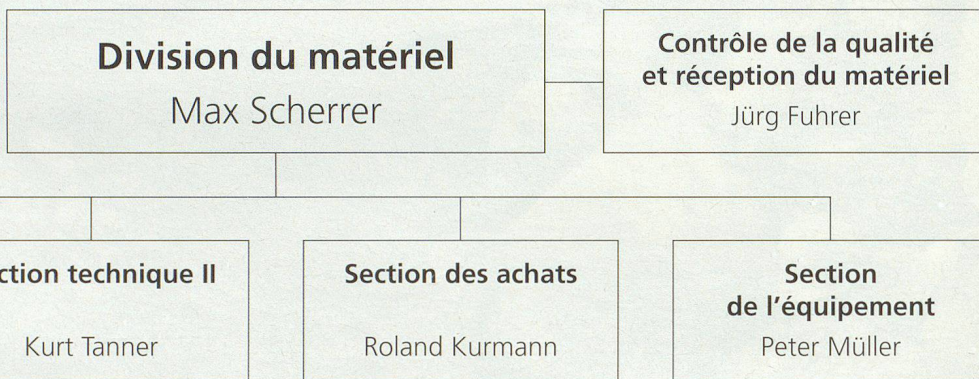 Division du matériel
Max Scherrer
Contrôle de la qualité
et réception du matériel
Jürg Fuhrer
ction technique II
Kurt Tanner
Section des achats
Roland Kurmann
Section
de l'équipement
Peter Müller